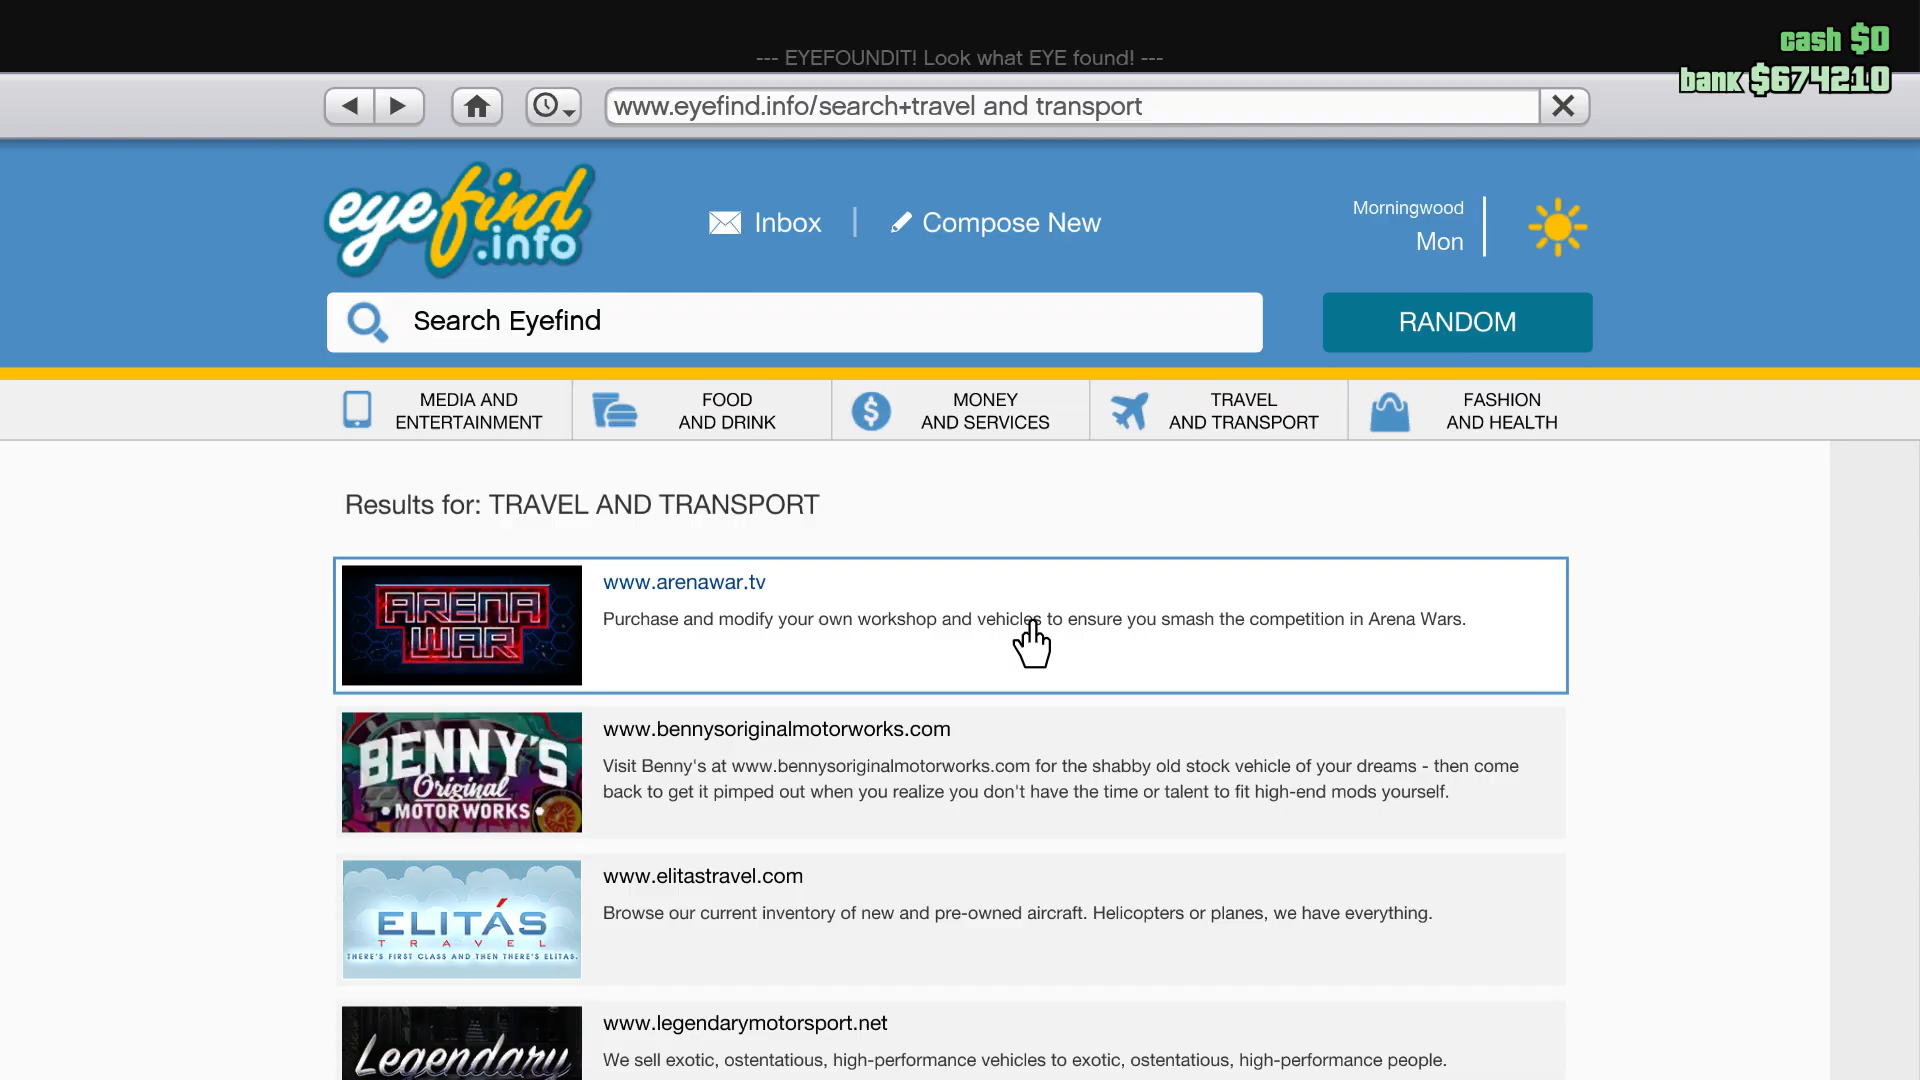 cash $0
--- EYEFOUNDIT! Look what EYE found! ---
bank $674210
www.eyefind.info/search+travel and transport
eyefind
.info
Inbox
Compose New
Morningwood
Mon
Search Eyefind
RANDOM
MEDIA AND
ENTERTAINMENT
FOOD
AND DRINK
MONEY
AND SERVICES
TRAVEL
AND TRANSPORT
FASHION
AND HEALTH
Results for: TRAVEL AND TRANSPORT
ARENA
WAR
www.arenawar.tv
Purchase and modify your own workshop and vehicles to ensure you smash the competition in Arena Wars.
BENNY'S
Original
• MOTOR WORKS •
www.bennysoriginalmotorworks.com
Visit Benny's at www.bennysoriginalmotorworks.com for the shabby old stock vehicle of your dreams - then come
back to get it pimped out when you realize you don't have the time or talent to fit high-end mods yourself.
ELITÁS
TRAVEL
THERE'S FIRST CLASS AND THEN THERE'S ELITAS.
www.elitastravel.com
Browse our current inventory of new and pre-owned aircraft. Helicopters or planes, we have everything.
Legendary
www.legendarymotorsport.net
We sell exotic, ostentatious, high-performance vehicles to exotic, ostentatious, high-performance people.